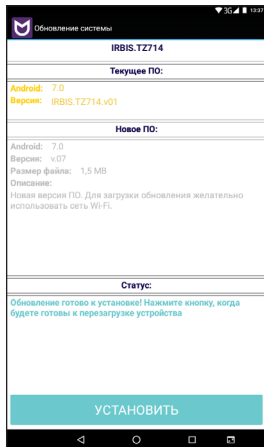 3G 13:37
Обновление системы
IRBIS.TZ714
Текущее ПО:
Android: 7.0
Версия: IRBIS.TZ714.v01
Новое ПО:
Android: 7.0
Версия: v.07
Размер файла: 1,5 MB
Описание:
Новая версия ПО. Для загрузки обновления желательно
использовать сеть Wi-Fi.
Статус:
Обновление готово к установке! Нажмите кнопку, когда
будете готовы к перезагрузке устройства
УСТАНОВИТЬ